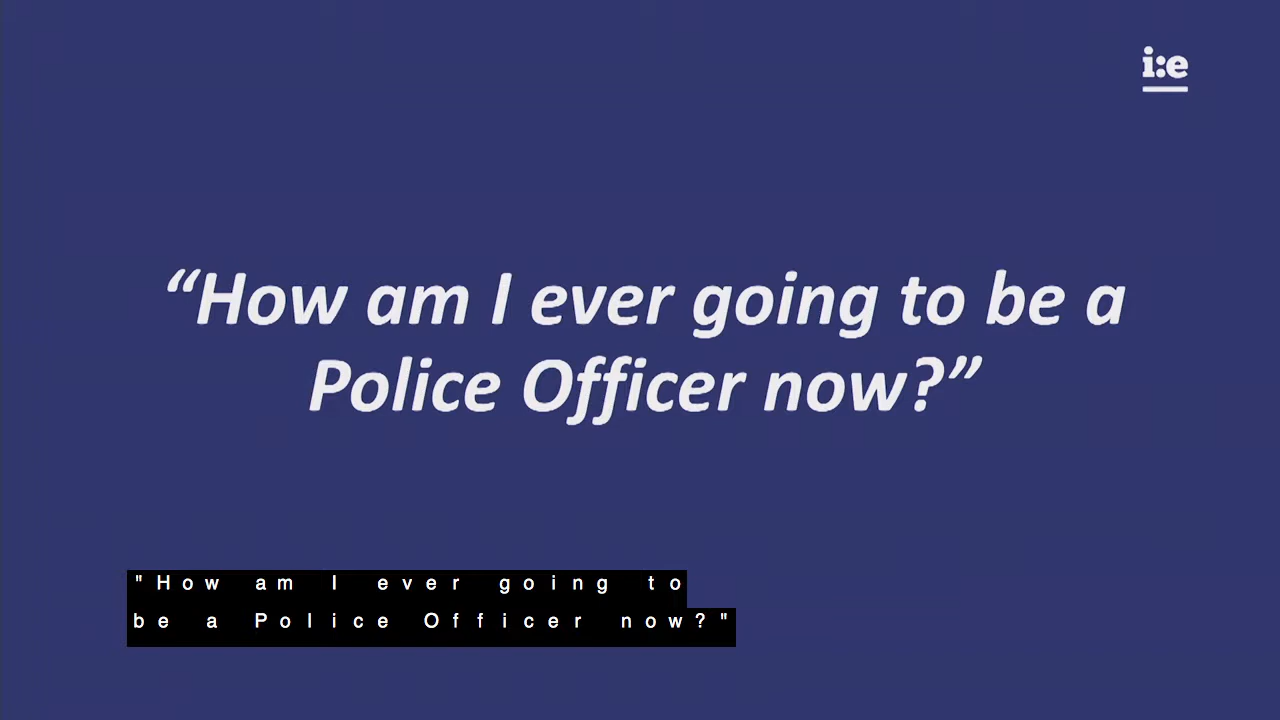 i:e
“How am I ever going to be a
Police Officer now?”
"How am I ever going to
be a Police Officer now?"